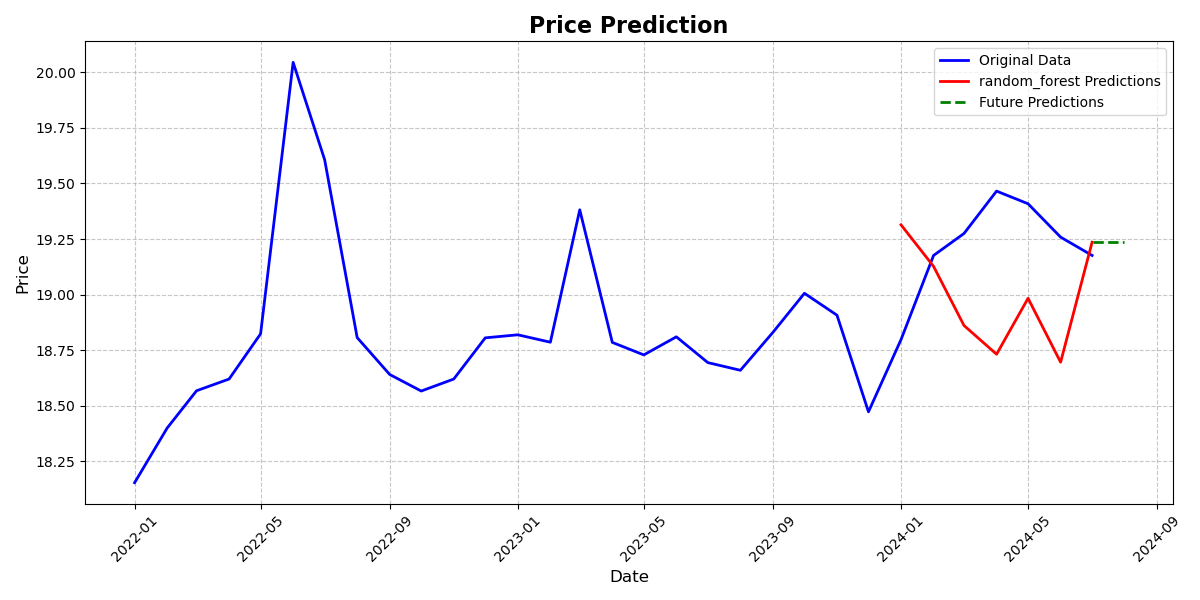 Price Prediction
Original Data
random_forest Predictions
Future Predictions
Price
20.00
19.75
19.50
19.25
19.00
18.75
18.50
18.25
2022-01
2022-05
2022-09
2023-01
2023-05
2023-09
2024-01
2024-05
2024-09
Date